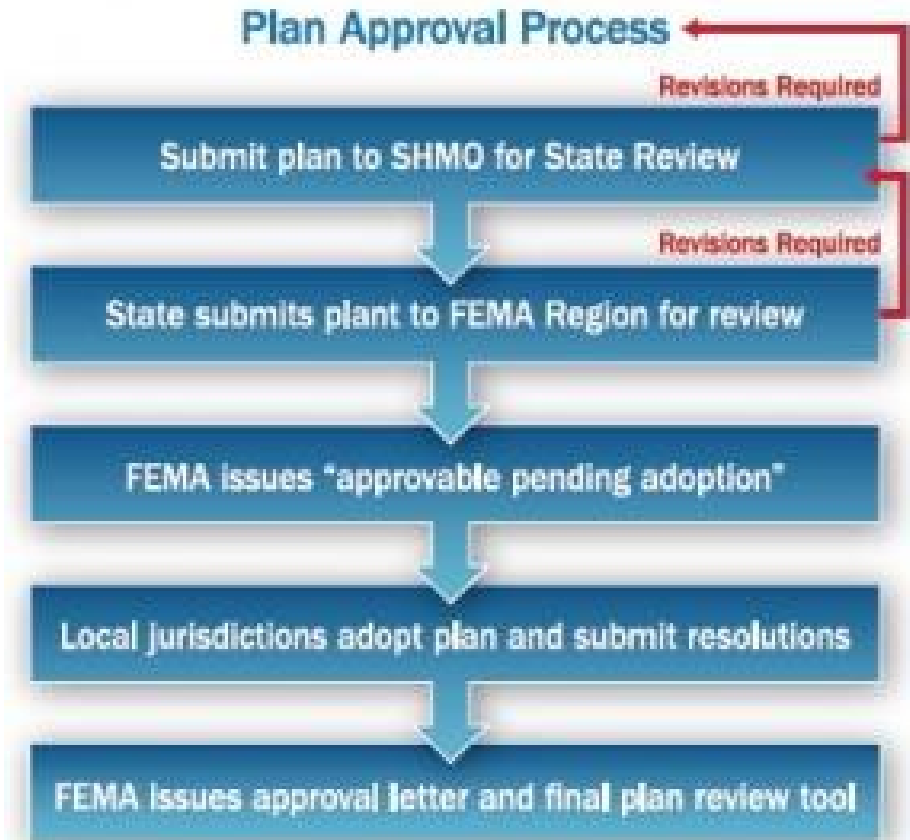 Plan Approval Process
Revisions Required
Submit plan to SHMO for State Review
Revisions Required
State submits plant to FEMA Region for review
FEMA issues “approvable pending adoption”
Local jurisdictions adopt plan and submit resolutions
FEMA issues approval letter and final plan review tool